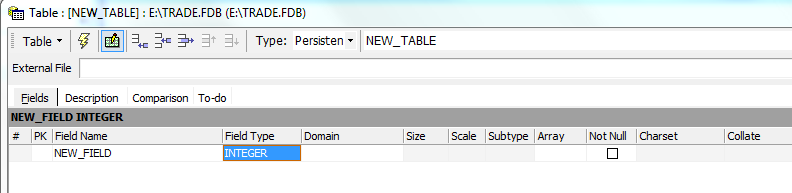 Table : [NEW_TABLE] : E:\TRADE.FDB (E:\TRADE.FDB)
Table Type: Persisten NEW_TABLE
External File
Fields Description Comparison To-do
NEW_FIELD INTEGER
# PK Field Name Field Type Domain Size Scale Subtype Array Not Null Charset Collate
NEW_FIELD INTEGER